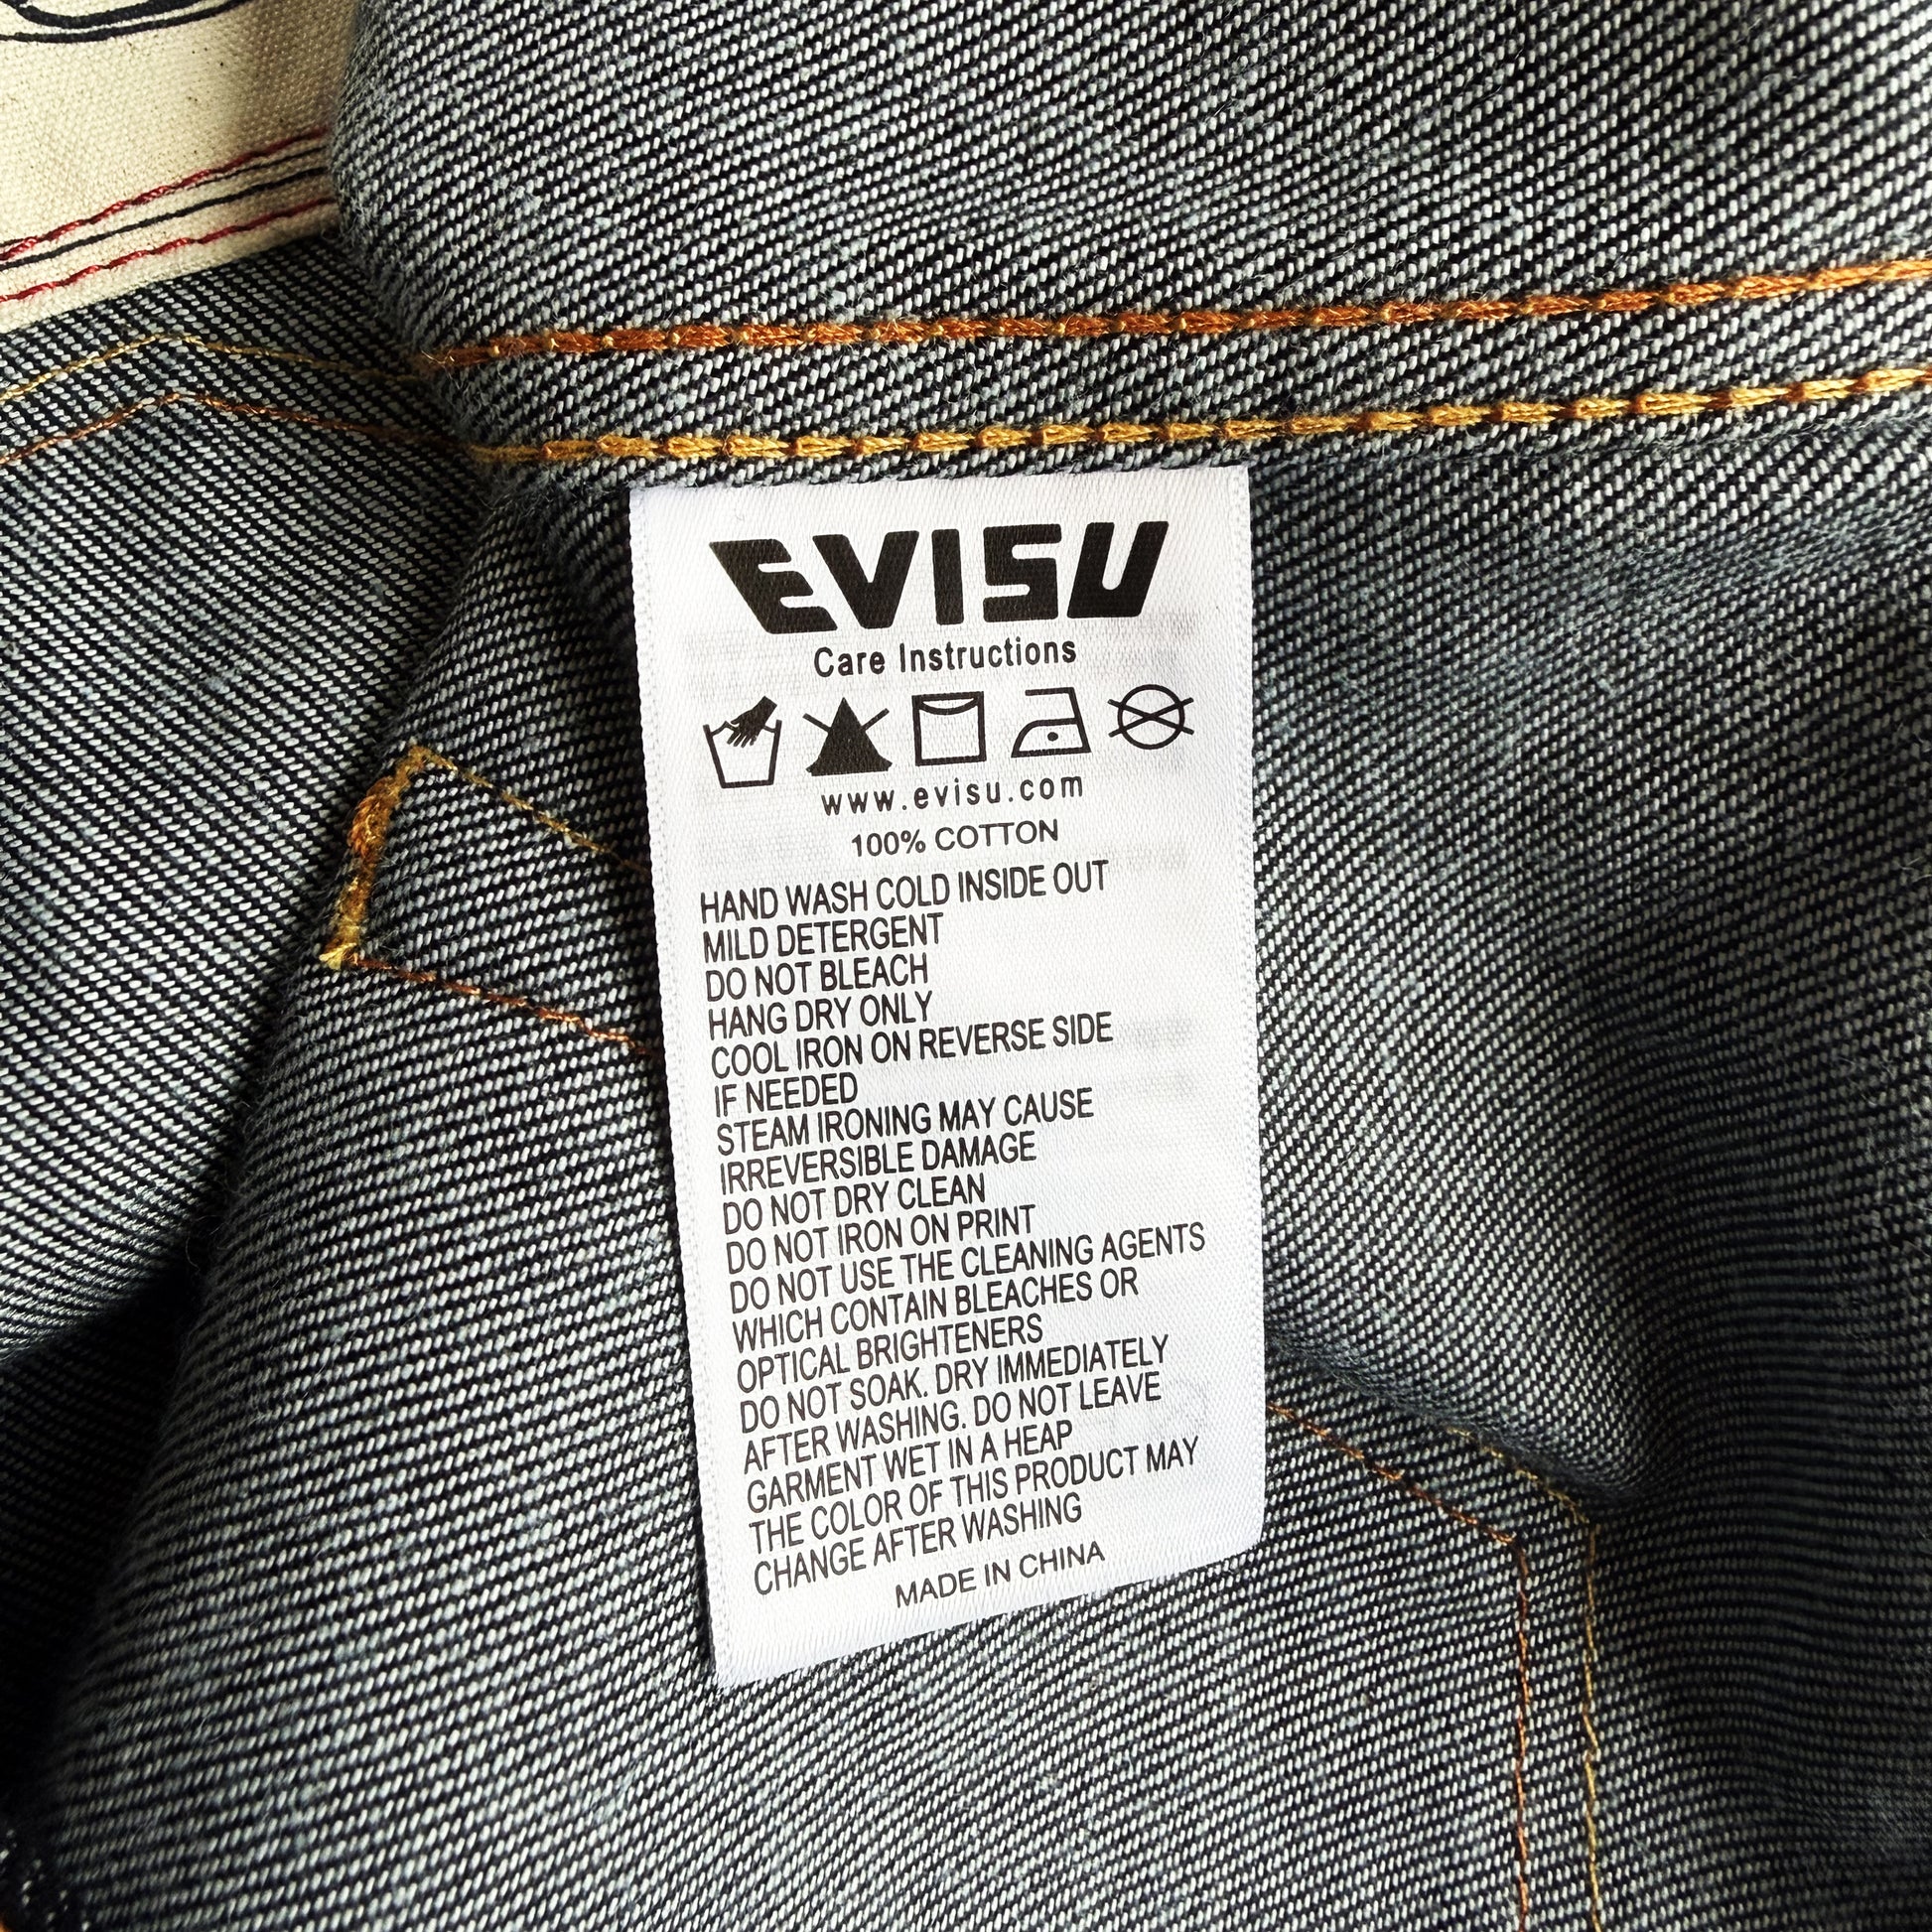 EVISU
Care Instructions
www.evisu.com
100% COTTON
HAND WASH COLD INSIDE OUT
MILD DETERGENT
DO NOT BLEACH
HANG DRY ONLY
COOL IRON ON REVERSE SIDE
IF NEEDED
STEAM IRONING MAY CAUSE
IRREVERSIBLE DAMAGE
DO NOT DRY CLEAN
DO NOT IRON ON PRINT
DO NOT USE THE CLEANING AGENTS
WHICH CONTAIN BLEACHES OR
OPTICAL BRIGHTENERS
DO NOT SOAK. DRY IMMEDIATELY
AFTER WASHING. DO NOT LEAVE
GARMENT WET IN A HEAP
THE COLOR OF THIS PRODUCT MAY
CHANGE AFTER WASHING
MADE IN CHINA